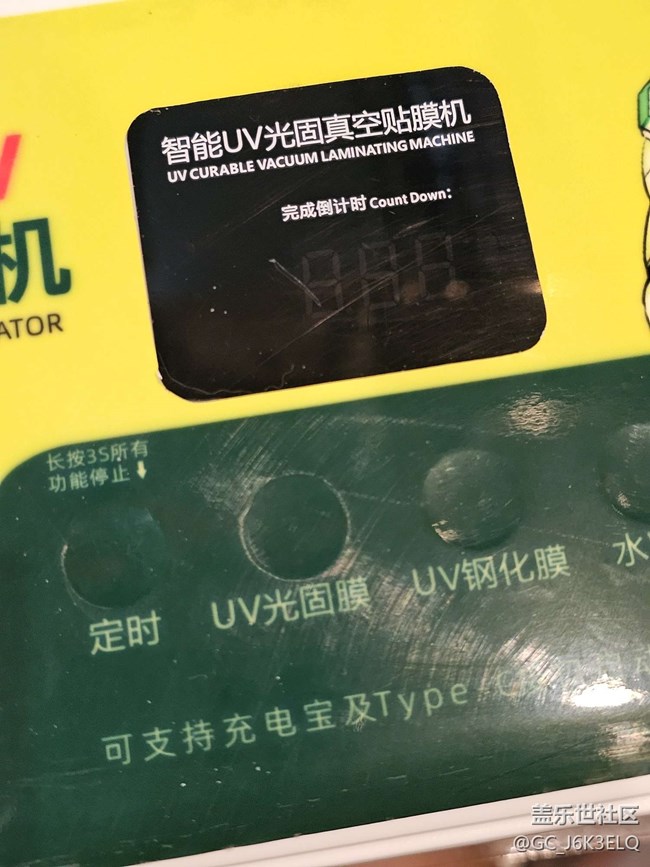 智能UV光固真空贴膜机
UV CURABLE VACUUM LAMINATING MACHINE
完成倒计时 Count Down:
机
ATOR
长按3S所有
功能停止
定时
UV光固膜
UV钢化膜
水
可支持充电宝及Type
盖乐世社区
@GC_J6K3ELQ